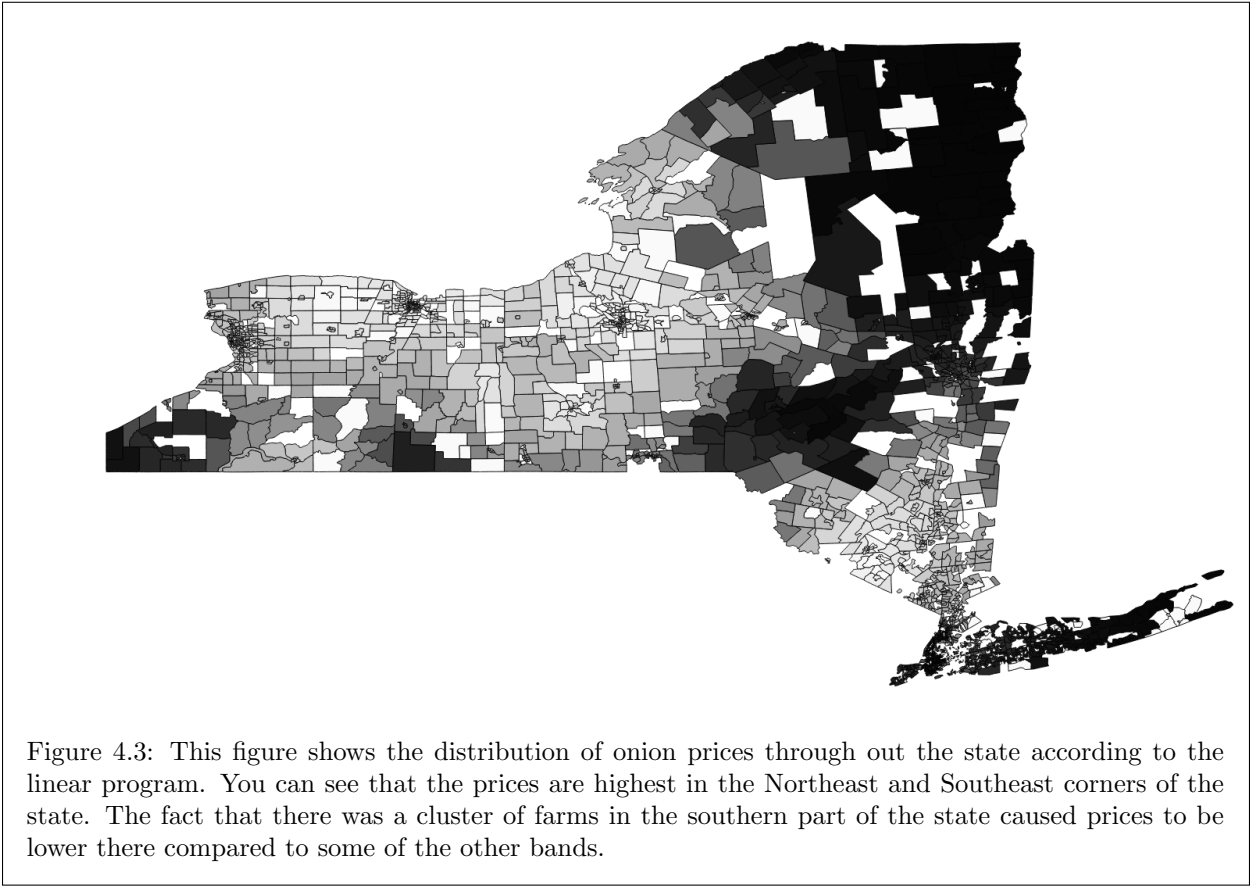 Figure 4.3: This figure shows the distribution of onion prices through out the state according to the
linear program. You can see that the prices are highest in the Northeast and Southeast corners of the
state. The fact that there was a cluster of farms in the southern part of the state caused prices to be
lower there compared to some of the other bands.